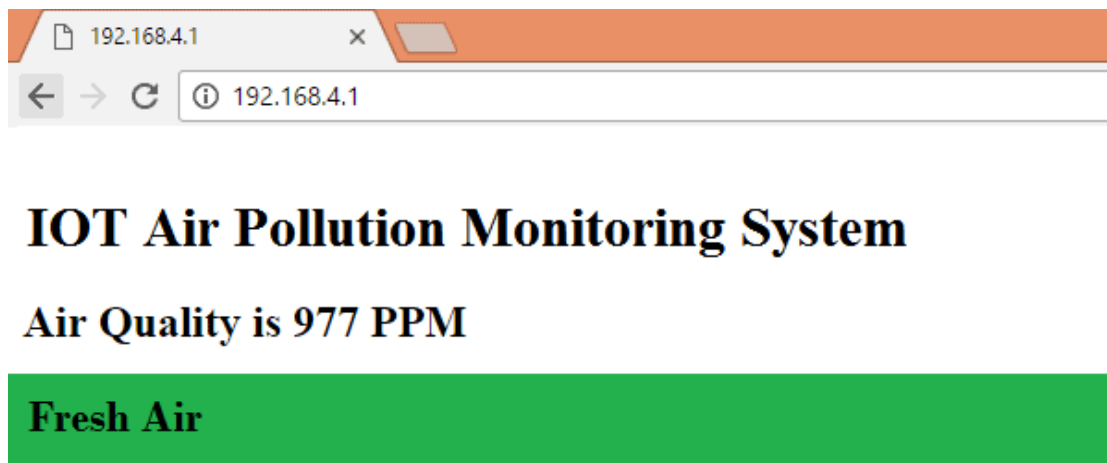 192.168.4.1
192.168.4.1
IOT Air Pollution Monitoring System
Air Quality is 977 PPM
Fresh Air